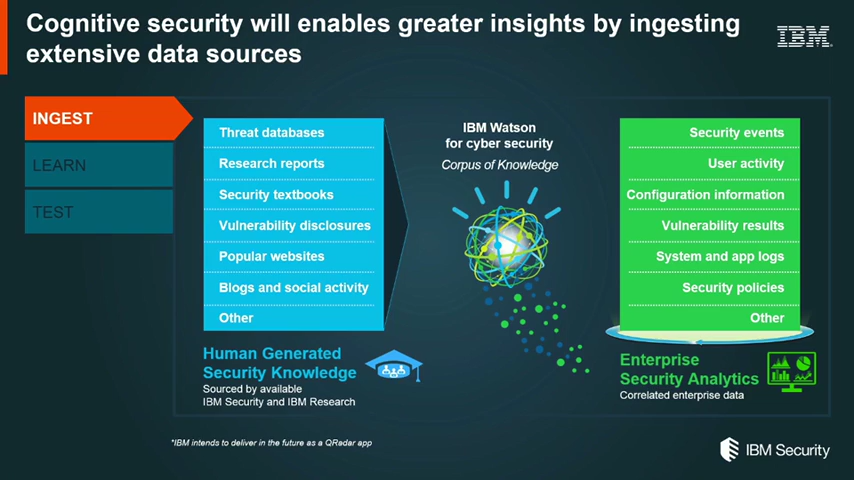 Cognitive security will enables greater insights by ingesting
extensive data sources
IBM
INGEST
LEARN
TEST
Threat databases
Research reports
Security textbooks
Vulnerability disclosures
Popular websites
Blogs and social activity
Other
Human Generated
Security Knowledge
Sourced by available
IBM Security and IBM Research
IBM Watson
for cyber security
Corpus of Knowledge
Security events
User activity
Configuration information
Vulnerability results
System and app logs
Security policies
Other
Enterprise
Security Analytics
Correlated enterprise data
*IBM intends to deliver in the future as a QRadar app
IBM Security